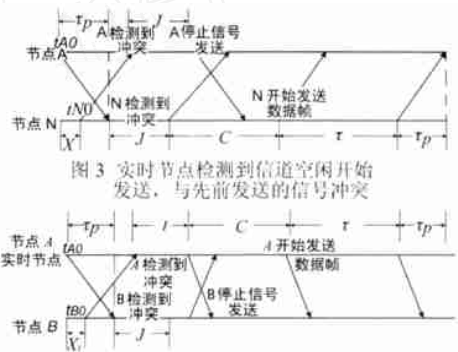 τp J
A检测到 A停止信号
tA0 冲突 发送
节点A
tN0 N检测到 N开始发送
冲突 数据帧
节点 N
X J C τ τp
图 3 实时节点检测到信道空闲开始
发送，与先前发送的信号冲突
τp J C τ τp
节点 A tA0 A开始发送
实时节点 A检测到 数据帧
冲突
B检测到 B停止信号
tB0 冲突 发送
节点 B
X J